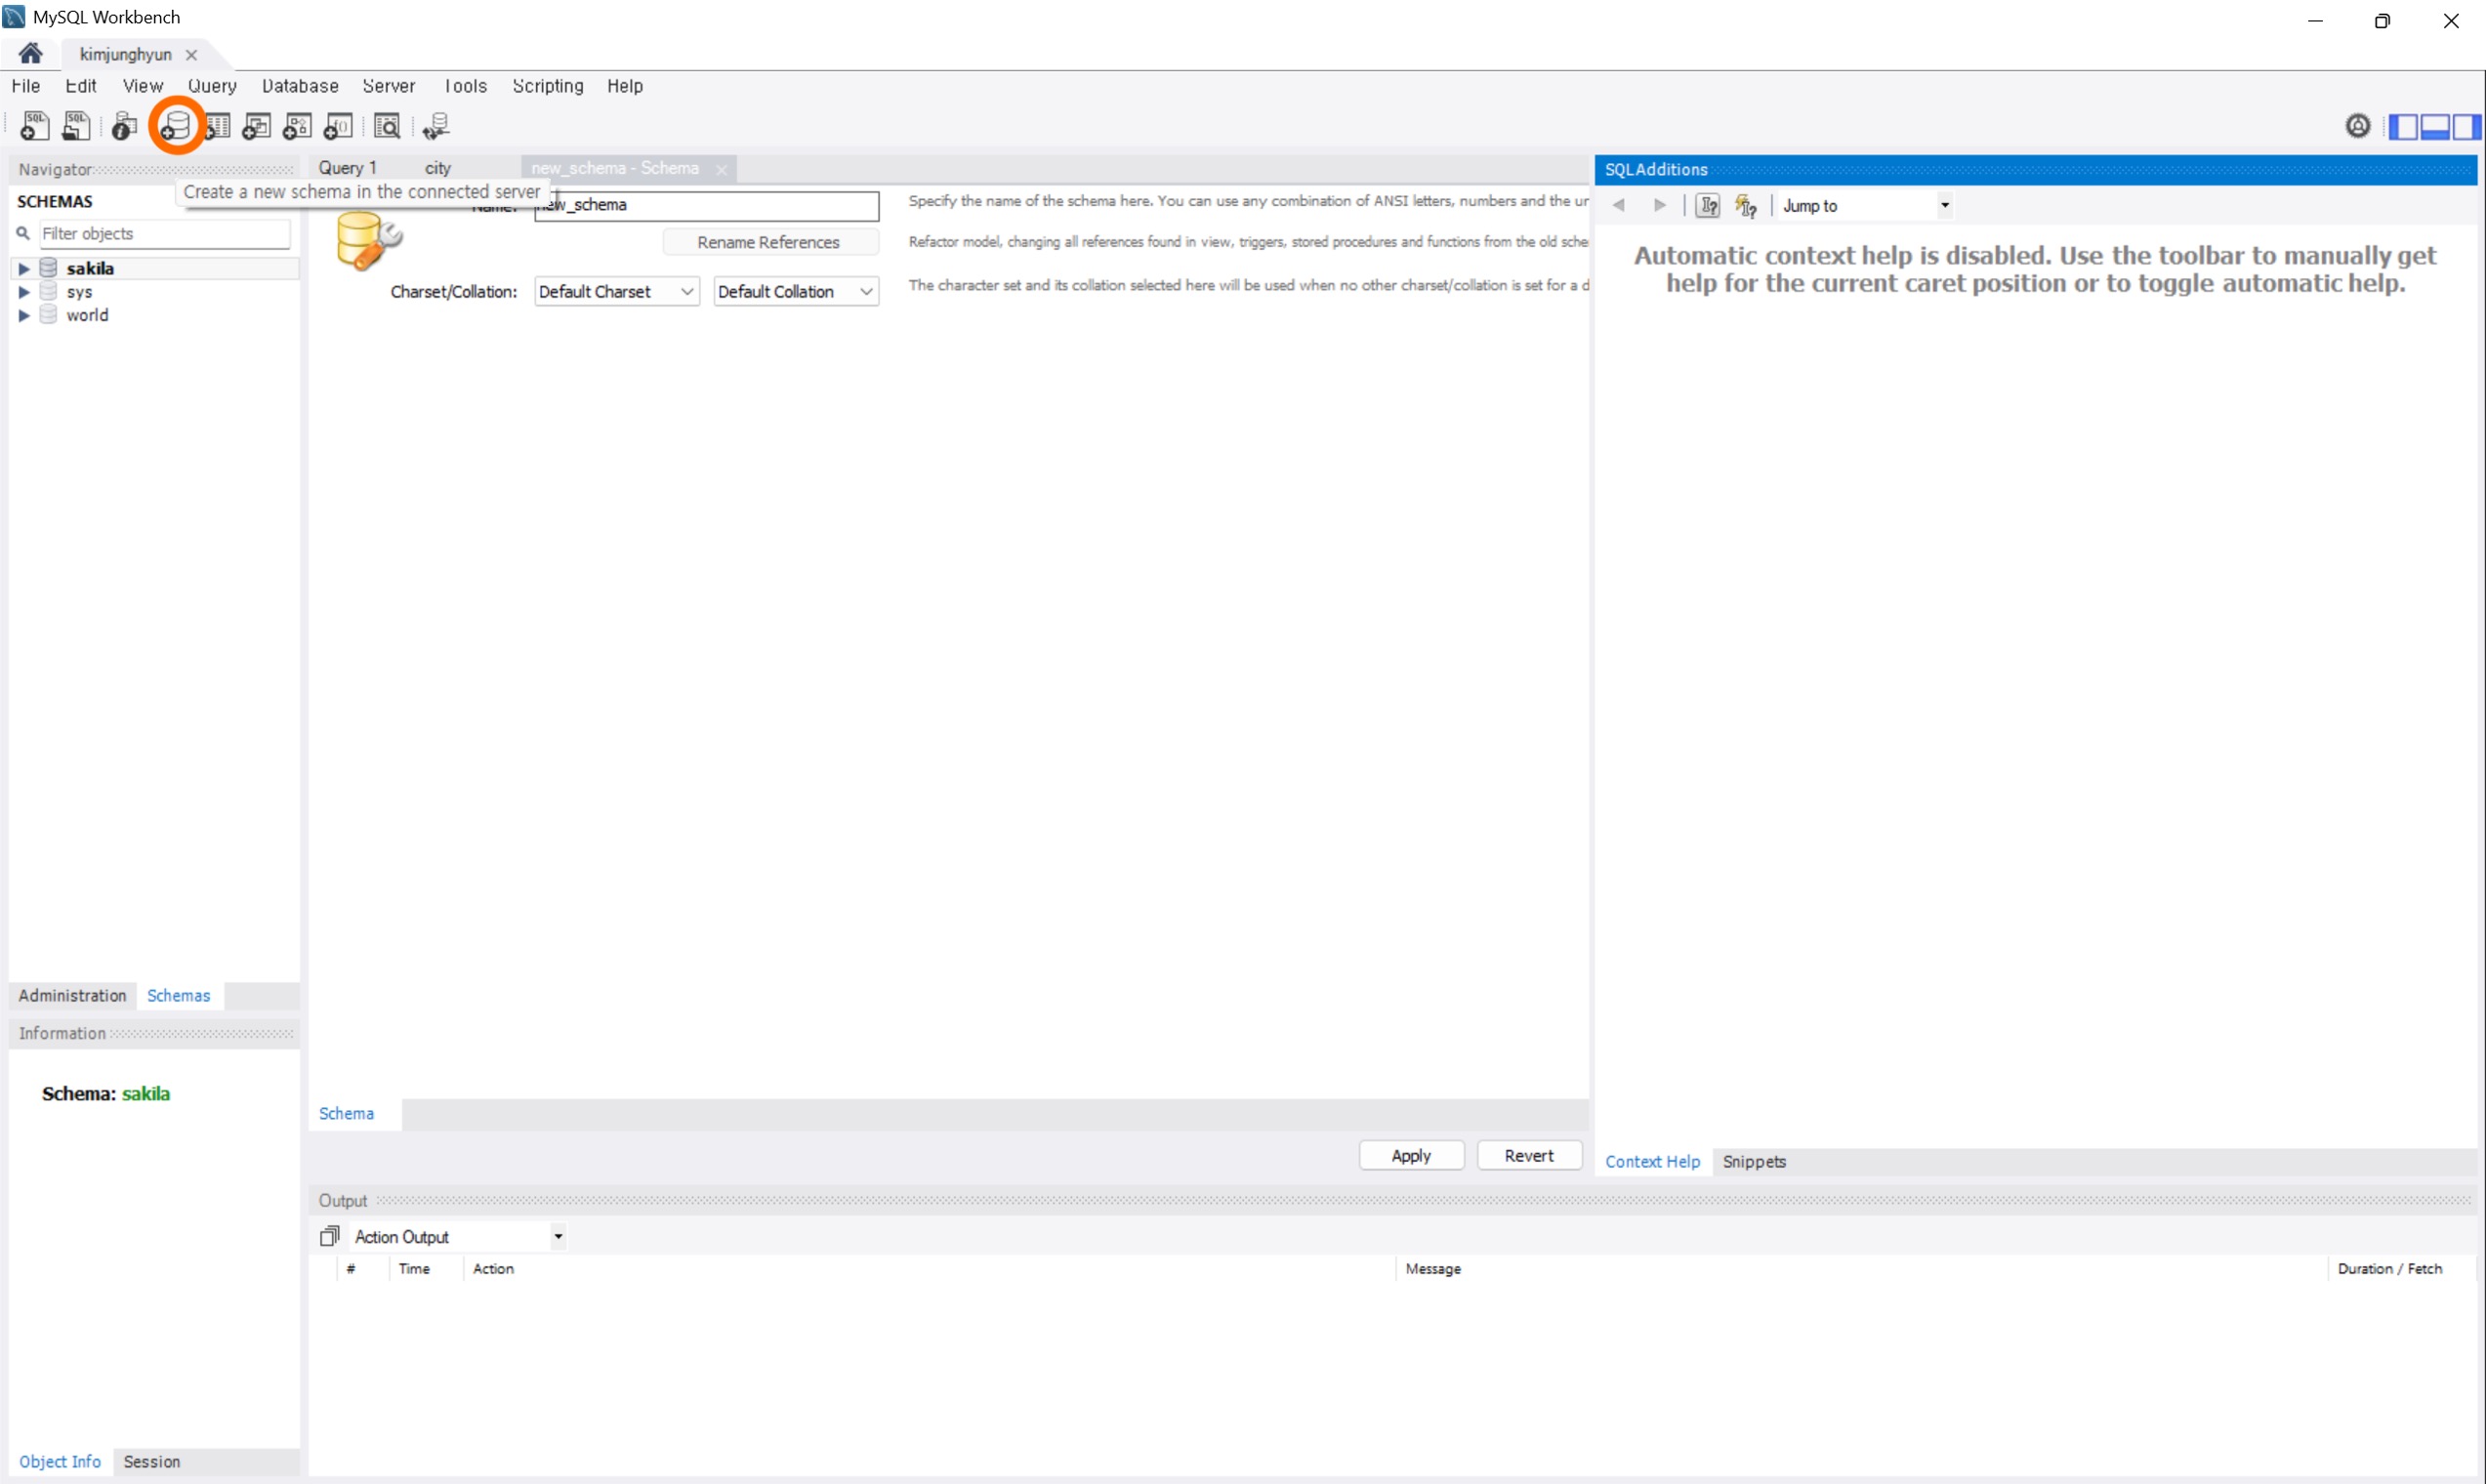 MySQL Workbench
kimjunghyun
File Edit View Query Database Server Tools Scripting Help
SQL SQL
Navigator
Query 1 city new_schema - Schema
SQLAdditions
Create a new schema in the connected server
SCHEMAS
Filter objects
sakila
sys
world
Name: new_schema
Specify the name of the schema here. You can use any combination of ANSI letters, numbers and the
Rename References
Refactor model, changing all references found in view, triggers, stored procedures and functions from the old
Charset/Collation: Default Charset Default Collation
The character set and its collation selected here will be used when no other charset/collation is set for a
Jump to
Automatic context help is disabled. Use the toolbar to manually get
help for the current caret position or to toggle automatic help.
Administration Schemas
Information
Schema: sakila
Schema
Apply Revert
Context Help Snippets
Output
Action Output
# Time Action Message Duration / Fetch
Object Info Session